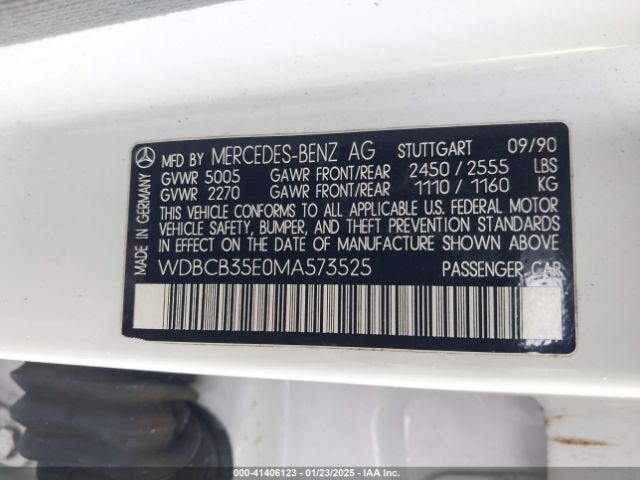 MADE IN GERMANY
MFD BY MERCEDES-BENZ AG STUTTGART 09/90
GVWR 5005 GAWR FRONT/REAR 2450 / 2555 LBS
GVWR 2270 GAWR FRONT/REAR 1110 / 1160 KG
THIS VEHICLE CONFORMS TO ALL APPLICABLE U.S. FEDERAL MOTOR
VEHICLE SAFETY, BUMPER, AND THEFT PREVENTION STANDARDS
IN EFFECT ON THE DATE OF MANUFACTURE SHOWN ABOVE
WDBCB35E0MA573525 PASSENGER CAR
000-41406123 - 01/23/2025 - IAA Inc.